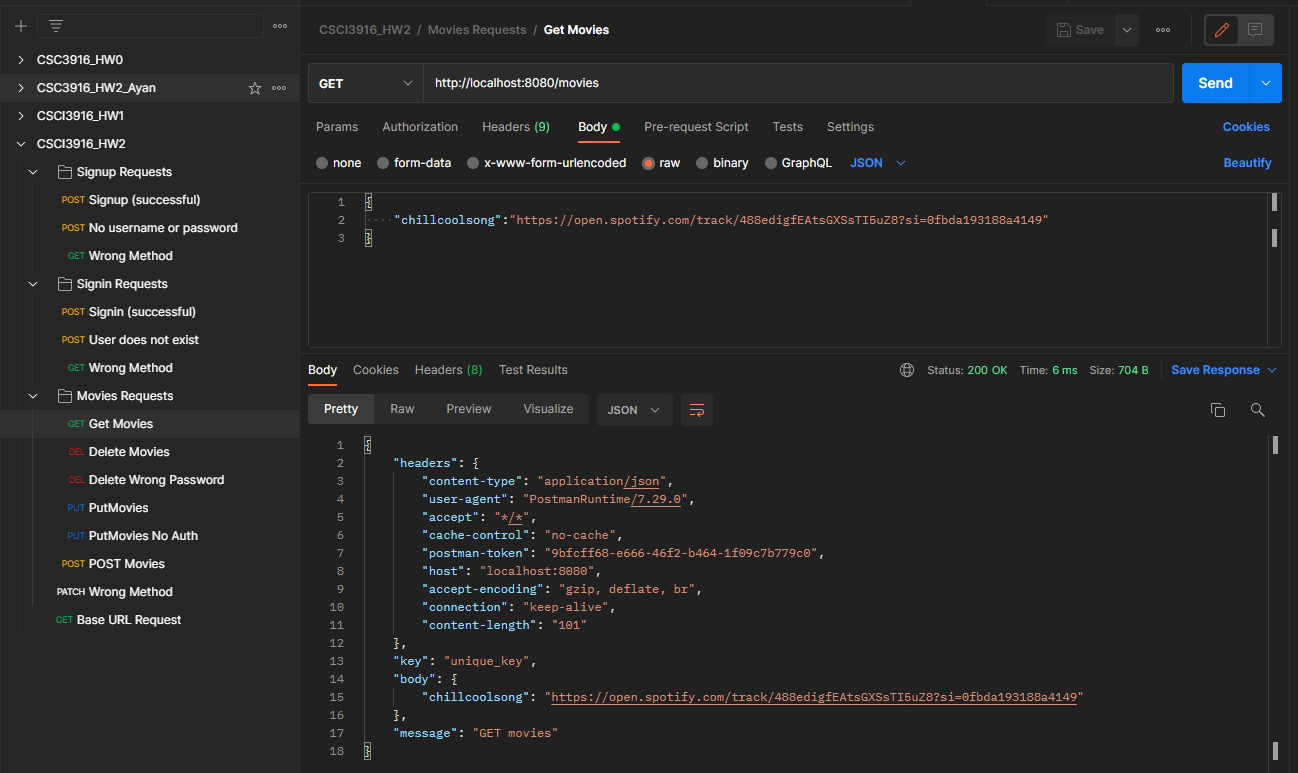 CSC3916_HW0
CSC3916_HW2_Ayan
CSCI3916_HW1
CSCI3916_HW2
Signup Requests
POST Signup (successful)
POST No username or password
GET Wrong Method
Signin Requests
POST Signin (successful)
POST User does not exist
GET Wrong Method
Movies Requests
GET Get Movies
DEL Delete Movies
DEL Delete Wrong Password
PUT PutMovies
PUT PutMovies No Auth
POST POST Movies
PATCH Wrong Method
GET Base URL Request
CSCI3916_HW2 / Movies Requests / Get Movies
Save
GET http://localhost:8080/movies Send
Params Authorization Headers (9) Body Pre-request Script Tests Settings Cookies
none form-data x-www-form-urlencoded raw binary GraphQL JSON Beautify
1 {
2 ····"chillcoolsong":"https://open.spotify.com/track/488edigfEAtsGXSsTI5uZ8?si=0fbda193188a4149"
3 }
Body Cookies Headers (8) Test Results Status: 200 OK Time: 6 ms Size: 704 B Save Response
Pretty Raw Preview Visualize JSON
1 {
2 "headers": {
3 "content-type": "application/json",
4 "user-agent": "PostmanRuntime/7.29.0",
5 "accept": "*/*",
6 "cache-control": "no-cache",
7 "postman-token": "9bfcff68-e666-46f2-b464-1f09c7b779c0",
8 "host": "localhost:8080",
9 "accept-encoding": "gzip, deflate, br",
10 "connection": "keep-alive",
11 "content-length": "101"
12 },
13 "key": "unique_key",
14 "body": {
15 "chillcoolsong": "https://open.spotify.com/track/488edigfEAtsGXSsTI5uZ8?si=0fbda193188a4149"
16 },
17 "message": "GET movies"
18 }